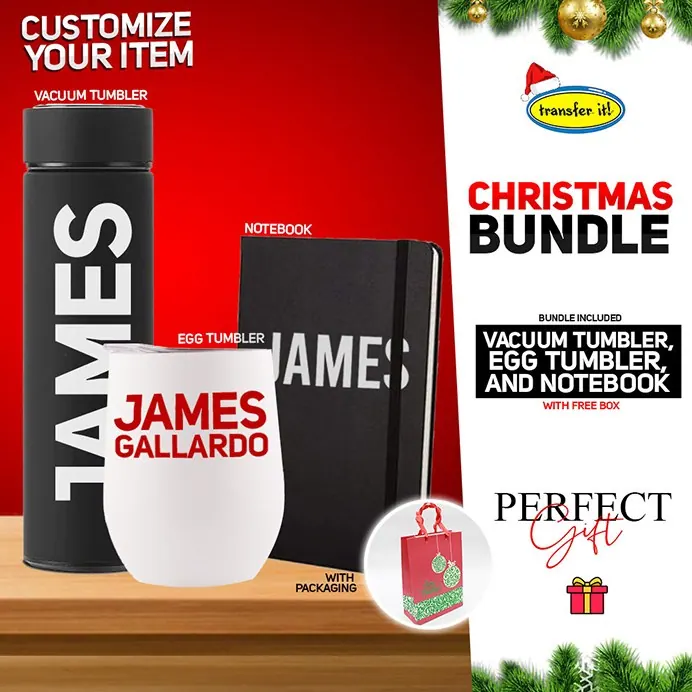 CUSTOMIZE
YOUR ITEM
VACUUM TUMBLER
JAMES
NOTEBOOK
JAMES
EGG TUMBLER
JAMES
GALLARDO
WITH
PACKAGING
transfer it!
CHRISTMAS
BUNDLE
BUNDLE INCLUDED
VACUUM TUMBLER,
EGG TUMBLER,
AND NOTEBOOK
WITH FREE BOX
PERFECT
Gift